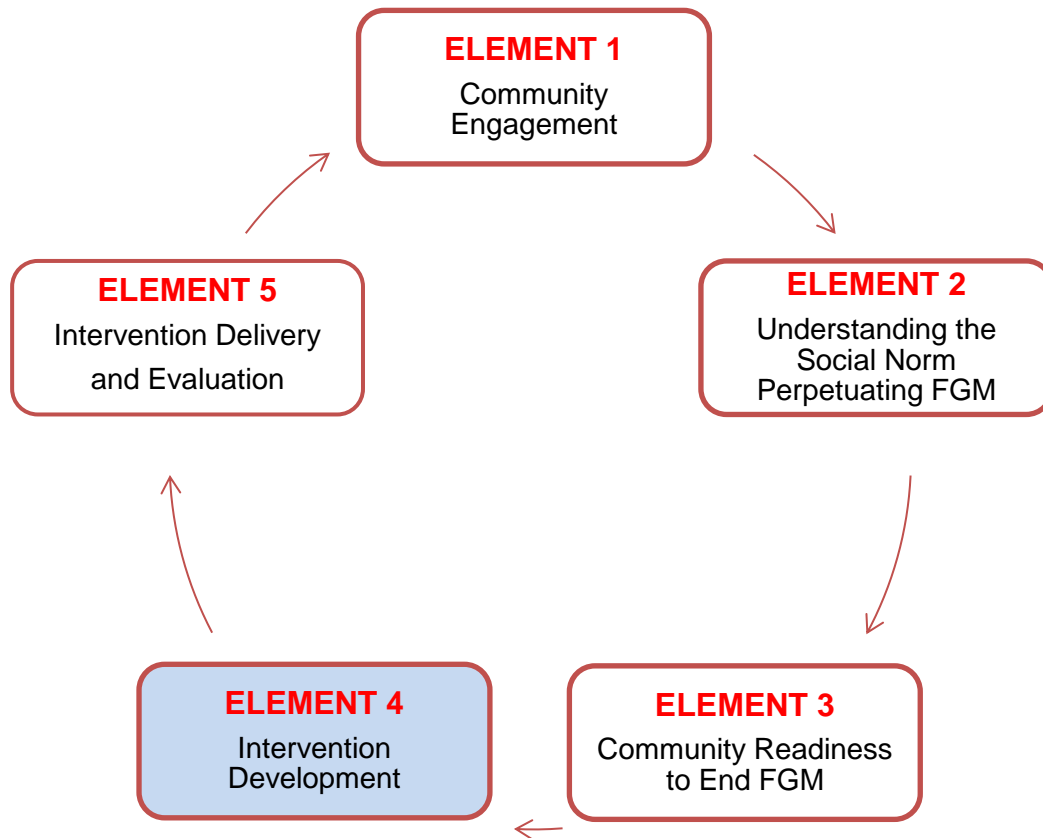 ELEMENT 1
Community
Engagement
ELEMENT 2
Understanding the
Social Norm
Perpetuating FGM
ELEMENT 3
Community Readiness
to End FGM
ELEMENT 4
Intervention
Development
ELEMENT 5
Intervention Delivery
and Evaluation